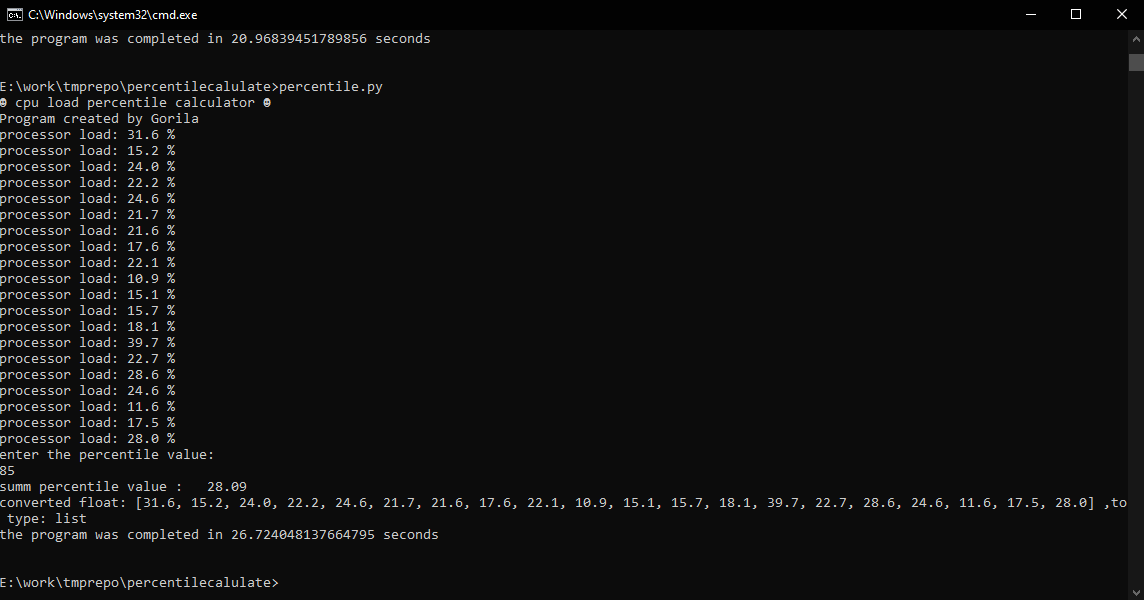 C:\Windows\system32\cmd.exe
the program was completed in 20.96839451789856 seconds
E:\work\tmprepo\percentilecalulate>percentile.py
☻ cpu load percentile calculator ☻
Program created by Gorila
processor load: 31.6 %
processor load: 15.2 %
processor load: 24.0 %
processor load: 22.2 %
processor load: 24.6 %
processor load: 21.7 %
processor load: 21.6 %
processor load: 17.6 %
processor load: 22.1 %
processor load: 10.9 %
processor load: 15.1 %
processor load: 15.7 %
processor load: 18.1 %
processor load: 39.7 %
processor load: 22.7 %
processor load: 28.6 %
processor load: 24.6 %
processor load: 11.6 %
processor load: 17.5 %
processor load: 28.0 %
enter the percentile value:
85
summ percentile value :   28.09
converted float: [31.6, 15.2, 24.0, 22.2, 24.6, 21.7, 21.6, 17.6, 22.1, 10.9, 15.1, 15.7, 18.1, 39.7, 22.7, 28.6, 24.6, 11.6, 17.5, 28.0] ,to
 type: list
the program was completed in 26.724048137664795 seconds
E:\work\tmprepo\percentilecalulate>